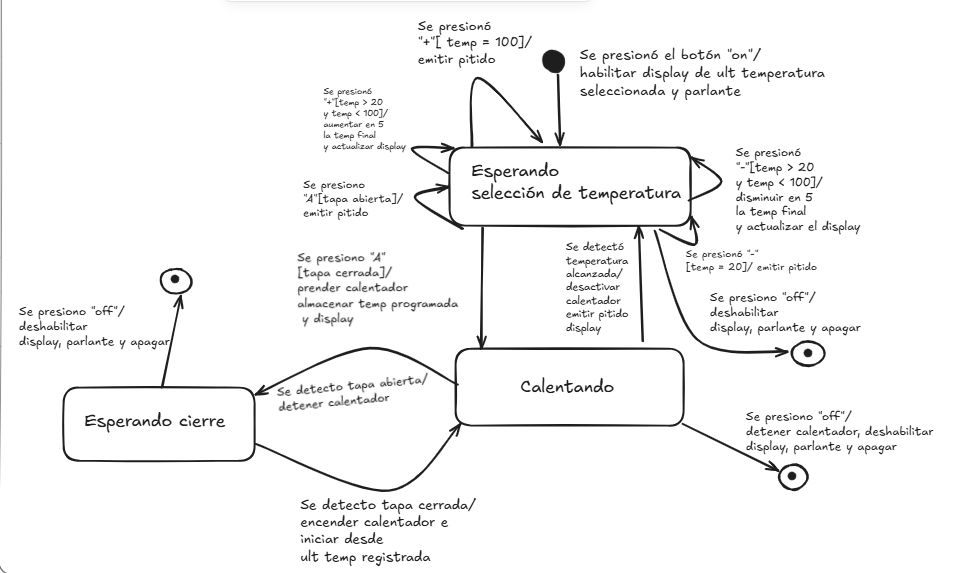 Se presionó
"+"[ temp = 100]/
emitir pitido
Se presionó el botón "on"/
habilitar display de ult temperatura
seleccionada y parlante
Se presionó
"+"[temp > 20
y temp < 100]/
aumentar en 5
la temp final
y actualizar display
Esperando
selección de temperatura
Se presionó
"-"[temp > 20
y temp < 100]/
disminuir en 5
la temp final
y actualizar el display
Se presiono
"A"[tapa abierta]/
emitir pitido
Se presiono "A"
[tapa cerrada]/
prender calentador
almacenar temp programada
y display
Se detectó
temperatura
alcanzada/
desactivar
calentador
emitir pitido
display
Se presionó "-"
[temp = 20]/ emitir pitido
Se presiono "off"/
deshabilitar
display, parlante y apagar
Se presiono "off"/
deshabilitar
display, parlante y apagar
Esperando cierre
Se detecto tapa abierta/
detener calentador
Calentando
Se presiono "off"/
detener calentador, deshabilitar
display, parlante y apagar
Se detecto tapa cerrada/
encender calentador e
iniciar desde
ult temp registrada